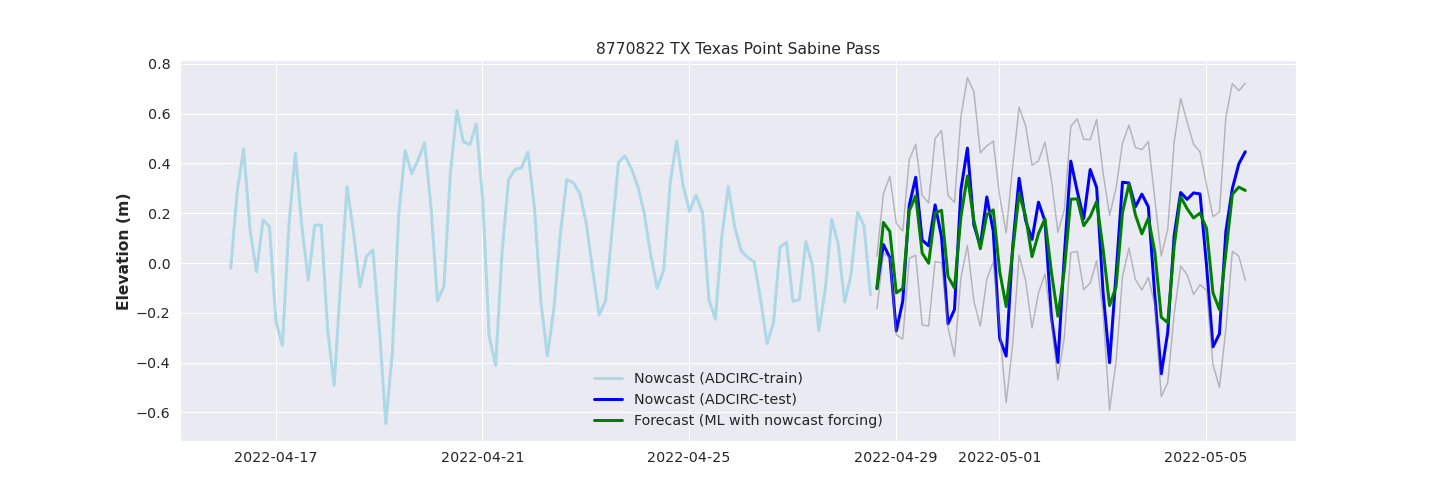 8770822 TX Texas Point Sabine Pass
Elevation (m)
0.8
0.6
0.4
0.2
0.0
−0.2
−0.4
−0.6
Nowcast (ADCIRC-train)
Nowcast (ADCIRC-test)
Forecast (ML with nowcast forcing)
2022-04-17 2022-04-21 2022-04-25 2022-04-29 2022-05-01 2022-05-05